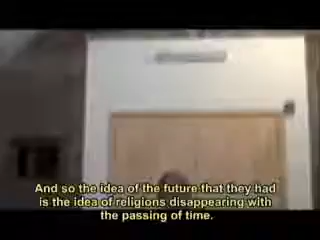 And so the idea of the future that they had
is the idea of religions disappearing with
the passing of time.